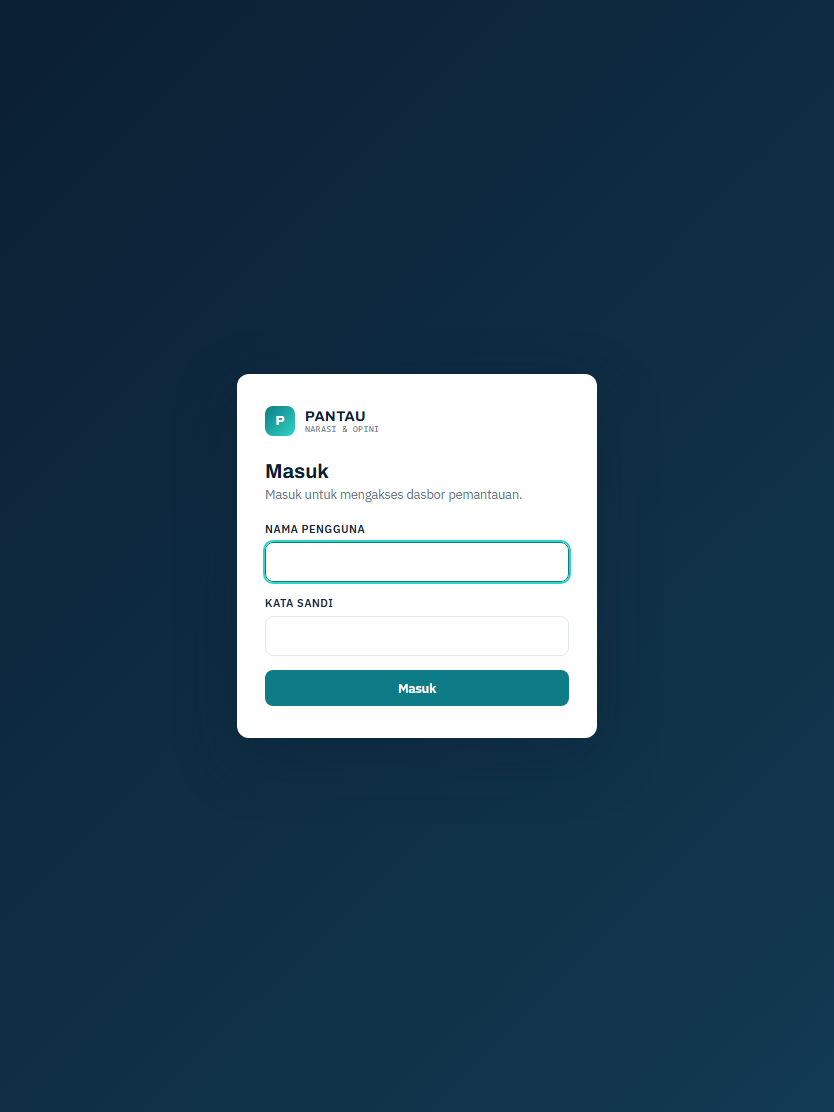 P
PANTAU
NARASI & OPINI
Masuk
Masuk untuk mengakses dasbor pemantauan.
NAMA PENGGUNA
KATA SANDI
Masuk